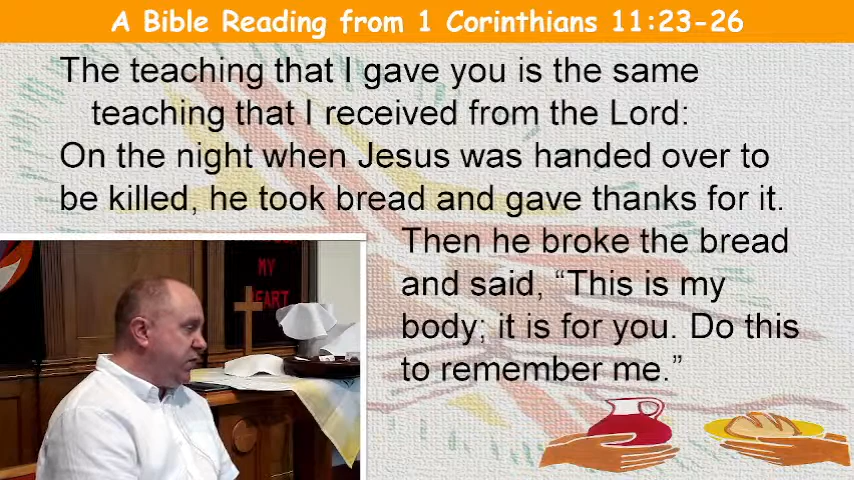 A Bible Reading from 1 Corinthians 11:23-26
The teaching that I gave you is the same
teaching that I received from the Lord:
On the night when Jesus was handed over to
be killed, he took bread and gave thanks for it.
Then he broke the bread
and said, “This is my
body; it is for you. Do this
to remember me.”
MY